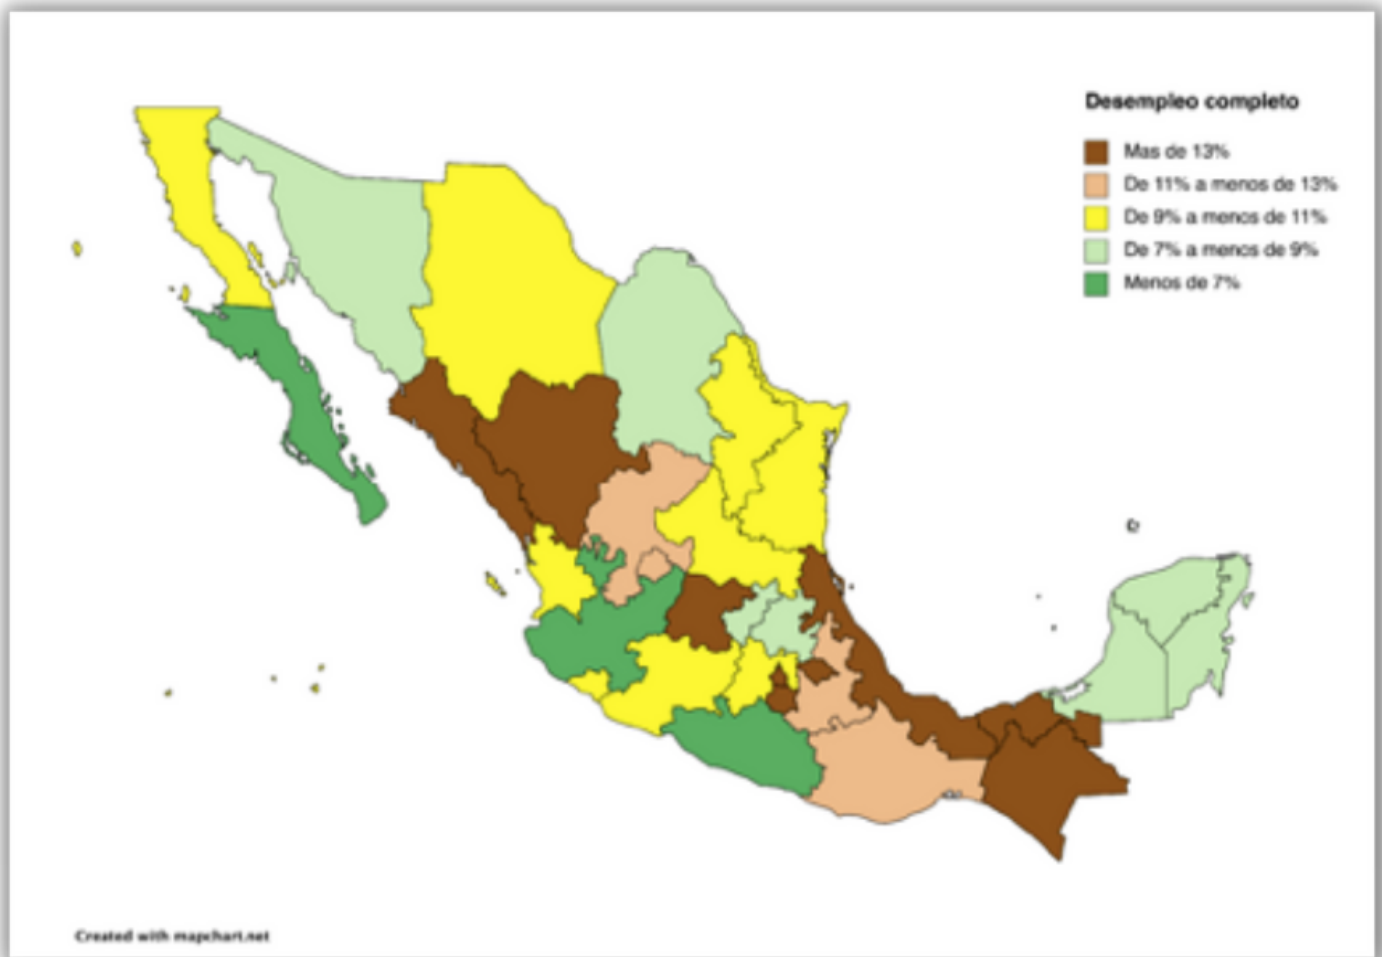 Desempleo completo
Mas de 13%
De 11% a menos de 13%
De 9% a menos de 11%
De 7% a menos de 9%
Menos de 7%
Created with mapchart.net